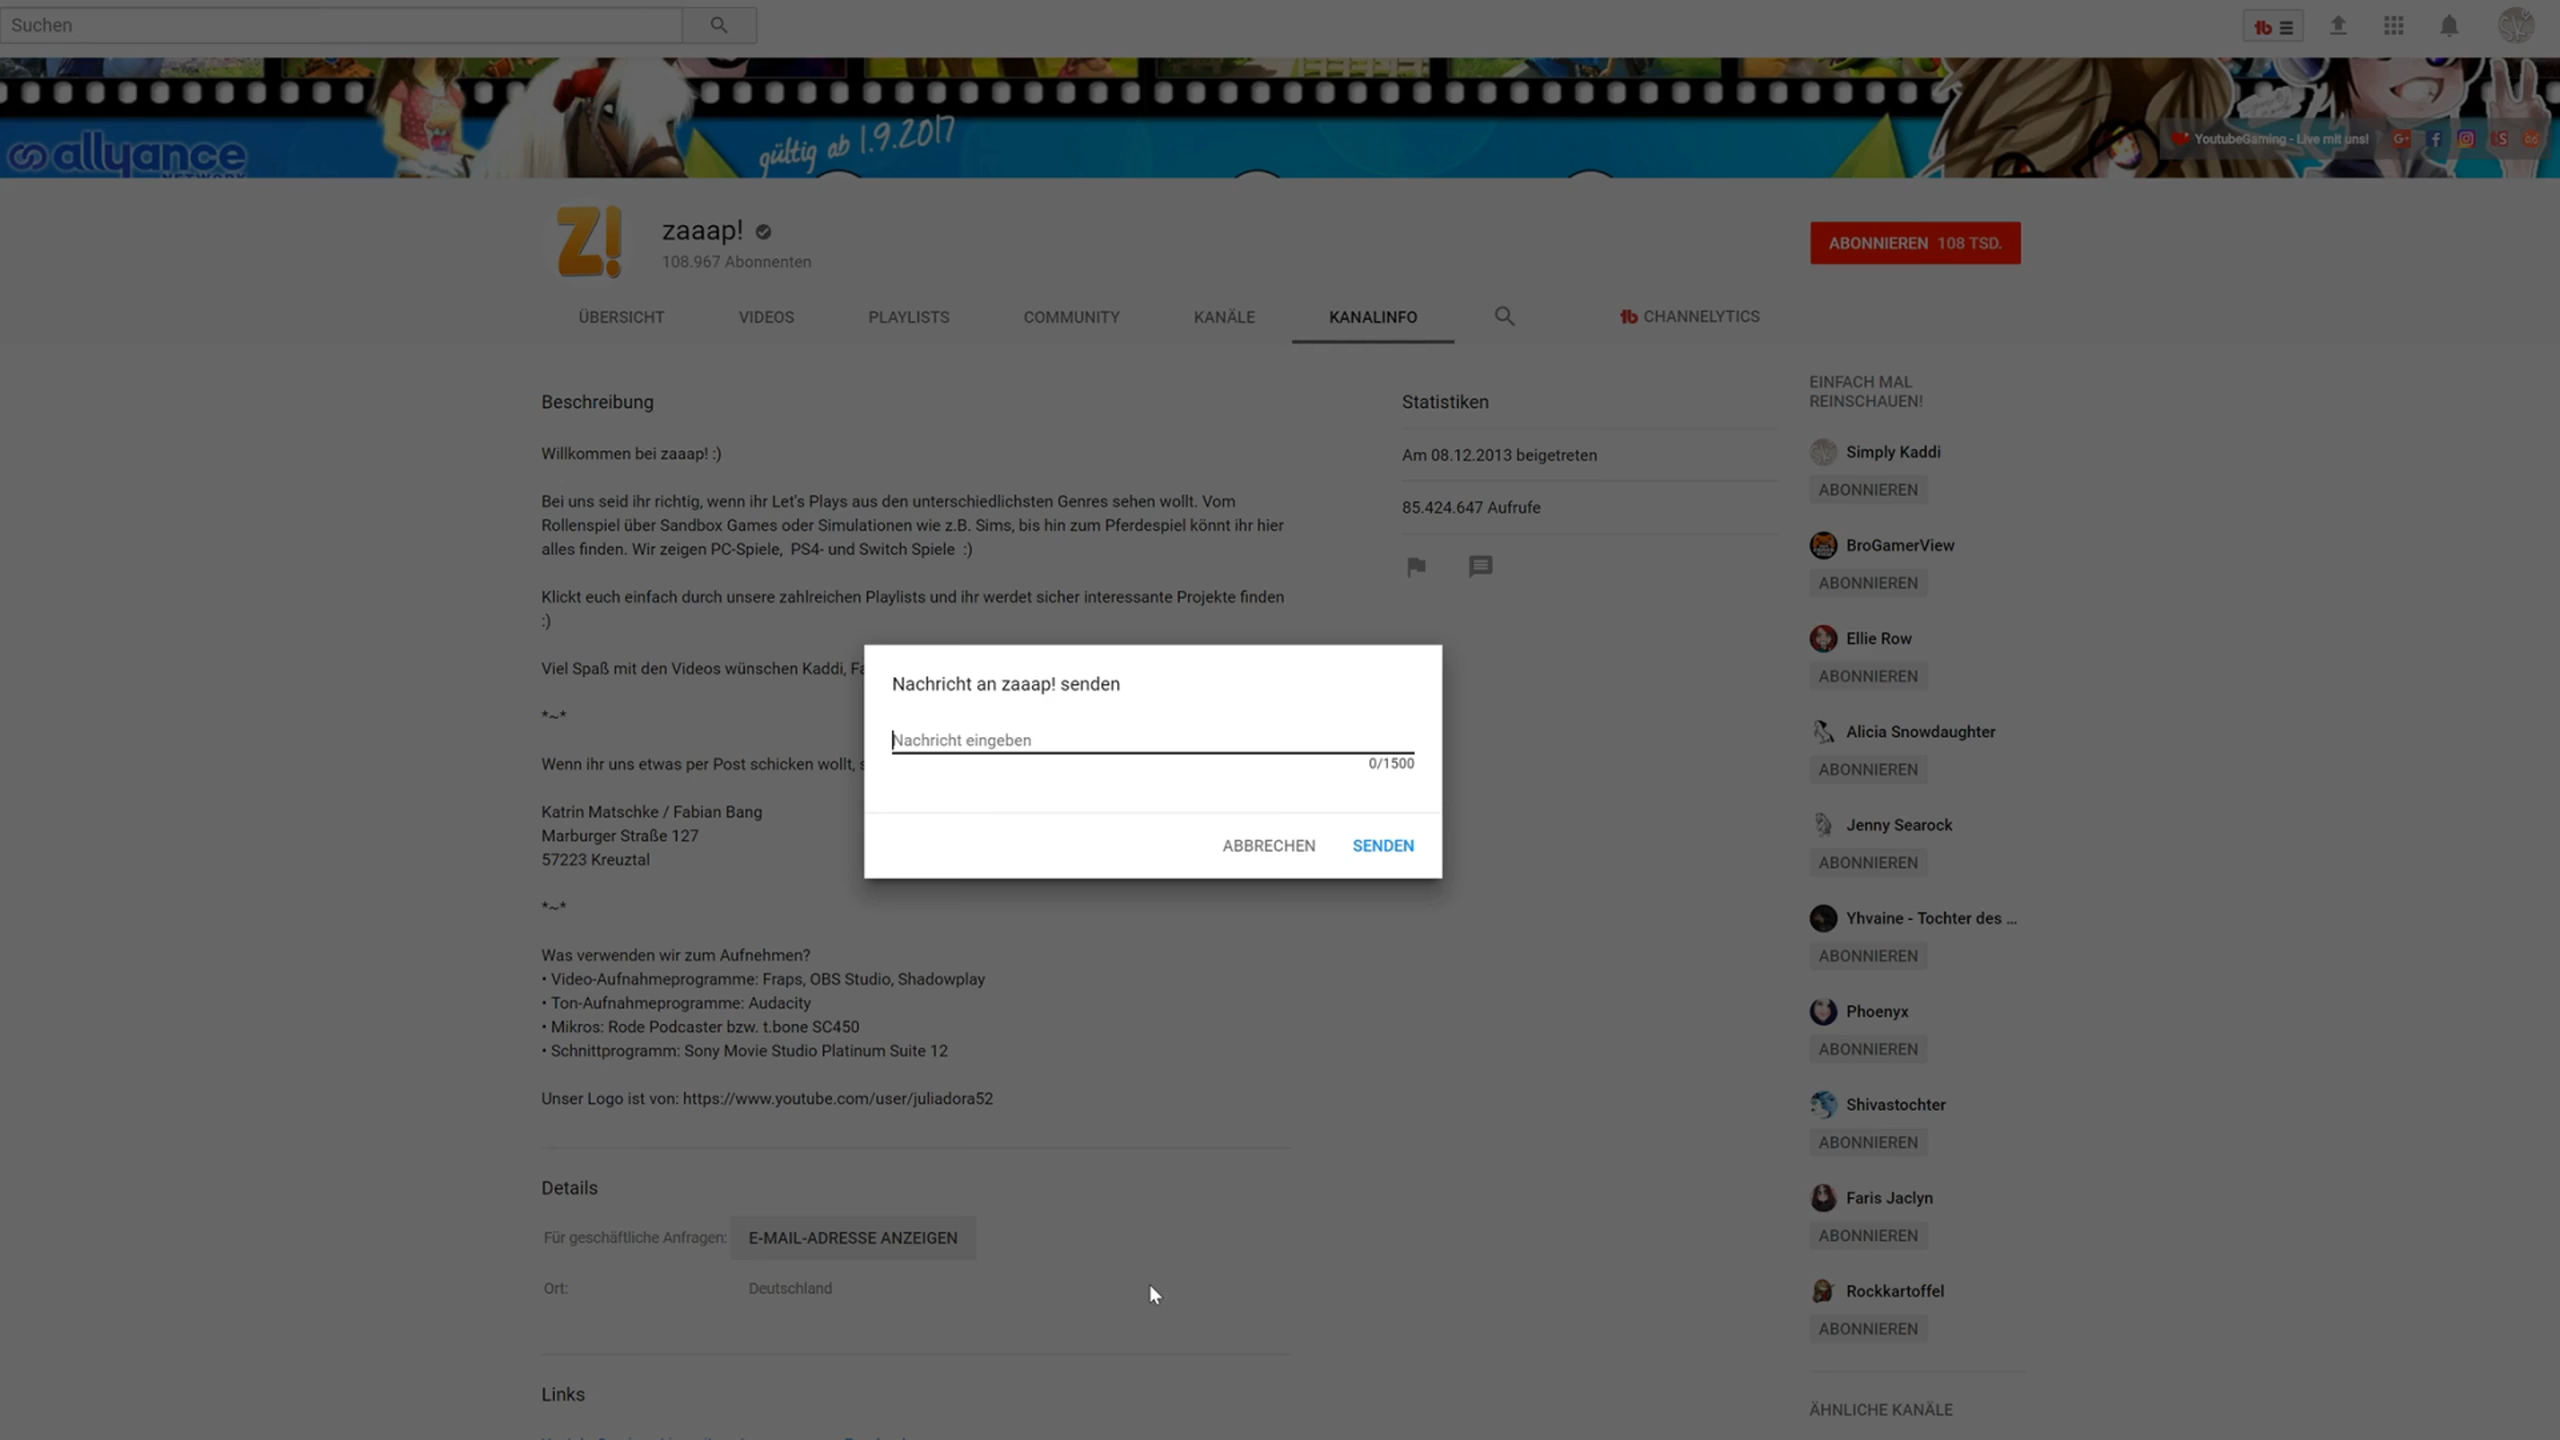 Suchen
allyance
NETWORK
gültig ab 1.9.2017
YoutubeGaming - Live mit uns!
Z!
zaaap!
108.967 Abonnenten
ABONNIEREN 108 TSD.
ÜBERSICHT
VIDEOS
PLAYLISTS
COMMUNITY
KANÄLE
KANALINFO
CHANNELYTICS
Beschreibung
Willkommen bei zaaap! :)
Bei uns seid ihr richtig, wenn ihr Let's Plays aus den unterschiedlichsten Genres sehen wollt. Vom
Rollenspiel über Sandbox Games oder Simulationen wie z.B. Sims, bis hin zum Pferdespiel könnt ihr hier
alles finden. Wir zeigen PC-Spiele, PS4- und Switch Spiele :)
Klickt euch einfach durch unsere zahlreichen Playlists und ihr werdet sicher interessante Projekte finden
:)
Viel Spaß mit den Videos wünschen Kaddi,
*~*
Wenn ihr uns etwas per Post schicken wollt,
Katrin Matschke / Fabian Bang
Marburger Straße 127
57223 Kreuztal
*~*
Was verwenden wir zum Aufnehmen?
• Video-Aufnahmeprogramme: Fraps, OBS Studio, Shadowplay
• Ton-Aufnahmeprogramme: Audacity
• Mikros: Rode Podcaster bzw. t.bone SC450
• Schnittprogramm: Sony Movie Studio Platinum Suite 12
Unser Logo ist von: https://www.youtube.com/user/juliadora52
Details
Für geschäftliche Anfragen: E-MAIL-ADRESSE ANZEIGEN
Ort: Deutschland
Links
Nachricht an zaaap! senden
Nachricht eingeben
0/1500
ABBRECHEN
SENDEN
Statistiken
Am 08.12.2013 beigetreten
85.424.647 Aufrufe
EINFACH MAL
REINSCHAUEN!
Simply Kaddi
ABONNIEREN
BroGamerView
ABONNIEREN
Ellie Row
ABONNIEREN
Alicia Snowdaughter
ABONNIEREN
Jenny Searock
ABONNIEREN
Yhvaine - Tochter des ...
ABONNIEREN
Phoenyx
ABONNIEREN
Shivastochter
ABONNIEREN
Faris Jaclyn
ABONNIEREN
Rockkartoffel
ABONNIEREN
ÄHNLICHE KANÄLE